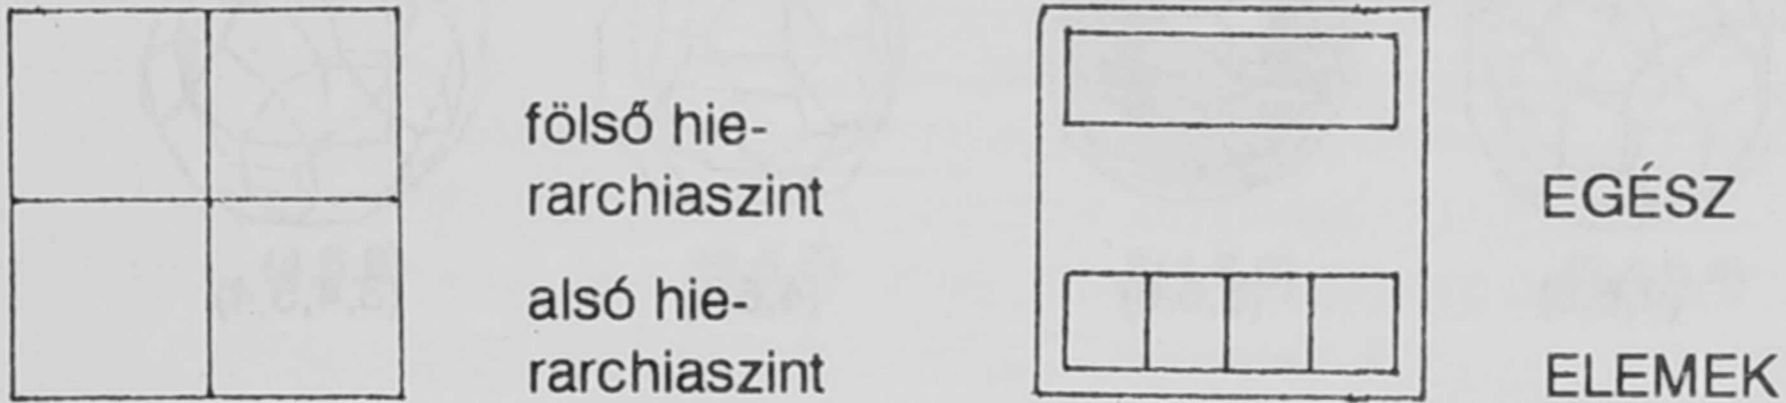 fölső hie-
rarchiaszint
EGÉSZ
alsó hie-
rarchiaszint
ELEMEK